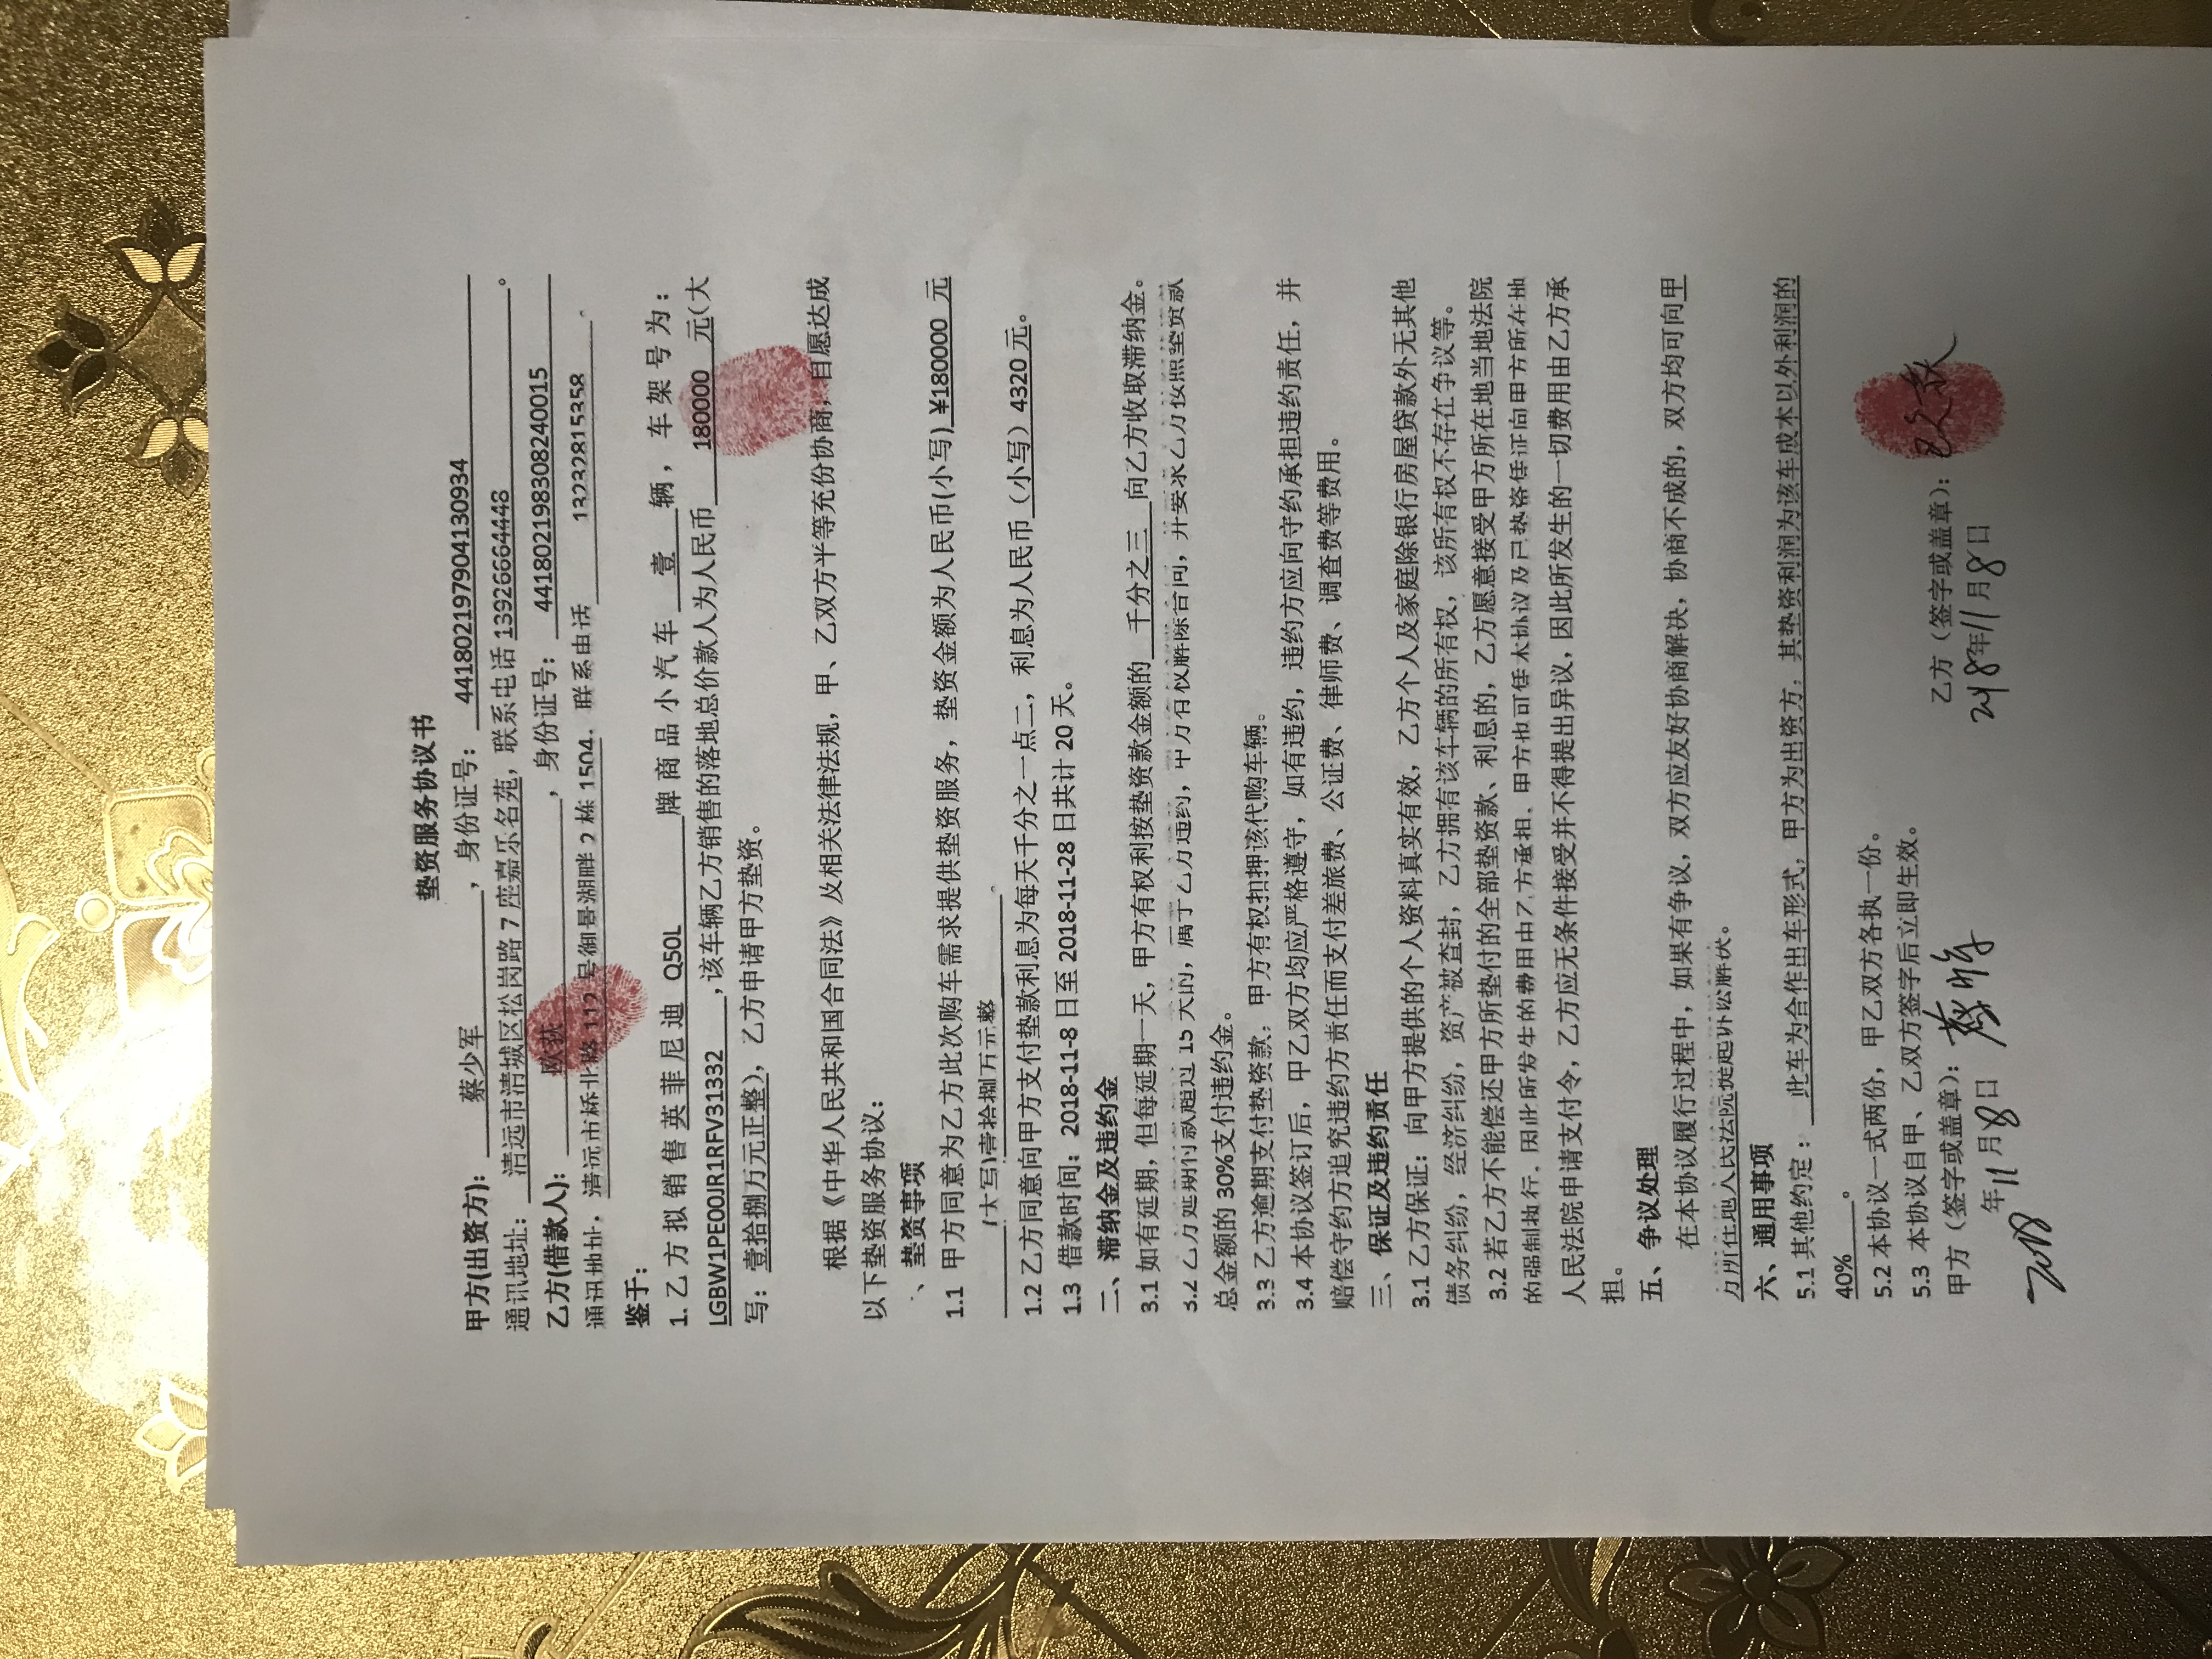 垫资服务协议书
甲方(出资方): 蔡少军 ，身份证号： 441802197904130934
通讯地址： 清远市清城区松岗路 7 座嘉乐名苑，联系电话 13926664448 。
乙方(借款人): 欧荻 ，身份证号： 441802198308240015
通讯地址：清远市桥北路 112 号御景湖畔 2 栋 1504，联系电话 13232815358 。
鉴于:
1.乙方拟销售英菲尼迪 Q50L 牌商品小汽车 壹 辆，车架号为：
LGBW1PE00JR1RFV31332 ,该车辆乙方销售的落地总价款人为人民币 180000 元（大
写：壹拾捌万元正整），乙方申请甲方垫资。
根据《中华人民共和国合同法》及相关法律法规，甲、乙双方平等充份协商，自愿达成
以下垫资服务协议：
一、垫资事项
1.1 甲方同意为乙方此次购车需求提供垫资服务，垫资金额为人民币(小写) ¥180000 元
(大写)壹拾捌万元整 。
1.2 乙方同意向甲方支付垫款利息为每天千分之一点二，利息为人民币（小写）4320 元。
1.3 借款时间：2018-11-8 日至 2018-11-28 日共计 20 天。
二、滞纳金及违约金
3.1 如有延期，但每延期一天，甲方有权利按垫资款金额的 千分之三 向乙方收取滞纳金。
3.2 乙方延期付款超过 15 天的，属于乙方违约，甲方有权解除合同，并要求乙方按照垫资款
总金额的 30%支付违约金。
3.3 乙方逾期支付垫资款，甲方有权扣押该代购车辆。
3.4 本协议签订后，甲乙双方均应严格遵守，如有违约，违约方应向守约承担违约责任，并
赔偿守约方追究违约方责任而支付差旅费、公证费、律师费、调查费等费用。
三、保证及违约责任
3.1 乙方保证：向甲方提供的个人资料真实有效，乙方个人及家庭除银行房屋贷款外无其他
债务纠纷，经济纠纷，资产被查封，乙方拥有该车辆的所有权，该所有权不存在争议等。
3.2 若乙方不能偿还甲方所垫付的全部垫资款、利息的，乙方愿意接受甲方所在地当地法院
的强制执行，因此所发生的费用由乙方承担，甲方也可凭本协议及已垫资凭证向甲方所在地
人民法院申请支付令，乙方应无条件接受并不得提出异议，因此所发生的一切费用由乙方承
担。
五、争议处理
在本协议履行过程中，如果有争议，双方应友好协商解决，协商不成的，双方均可向甲
方所在地人民法院提起诉讼解决。
六、通用事项
5.1 其他约定： 此车为合作出车形式，甲方为出资方，其垫资利润为该车成本以外利润的
40% 。
5.2 本协议一式两份，甲乙双方各执一份。
5.3 本协议自甲、乙双方签字后立即生效。
甲方（签字或盖章）：蔡少军 乙方（签字或盖章）：欧荻
2018 年 11 月 8 日 2018 年 11 月 8 日